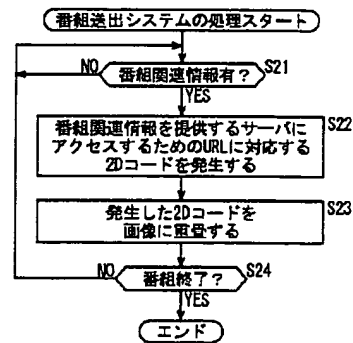 番組送出システムの処理スタート
NO
番組関連情報有？
S21
YES
番組関連情報を提供するサーバに
S22
アクセスするためのURLに対応する
2Dコードを発生する
発生した2Dコードを
S23
画像に重畳する
NO
番組終了？
S24
YES
エンド